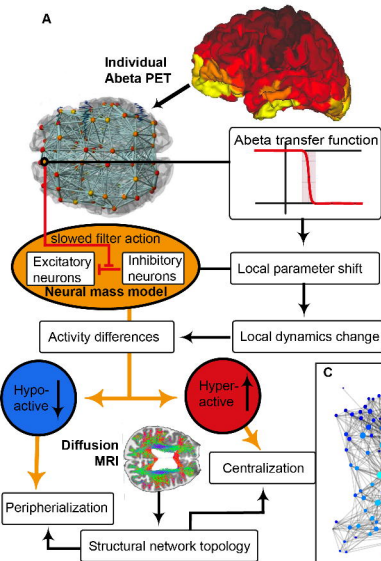 A
Individual
Abeta PET
Abeta transfer function
slowed filter action
Excitatory
neurons
Inhibitory
neurons
Neural mass model
Local parameter shift
Activity differences
Local dynamics change
Hypo-
active
Hyper-
active
C
Diffusion
MRI
Centralization
Peripherialization
Structural network topology